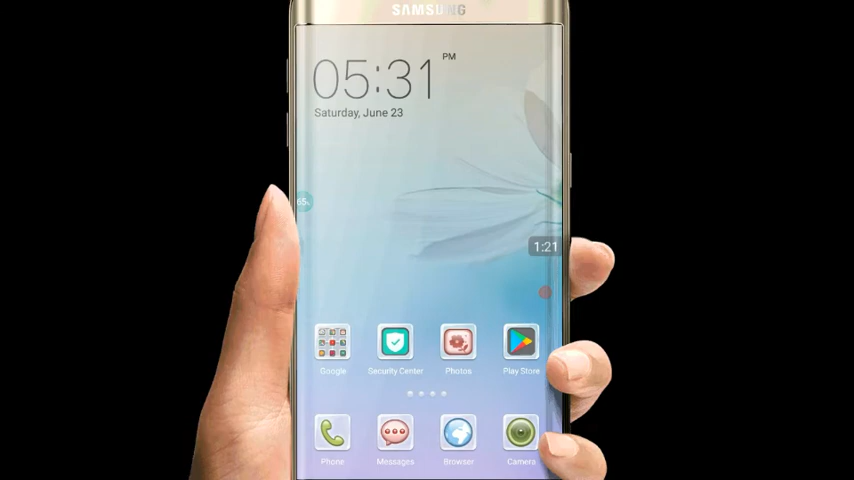 SAMSUNG
05:31 PM
Saturday, June 23
65%
1:21
Google Security Center Photos Play Store
Phone Messages Browser Camera